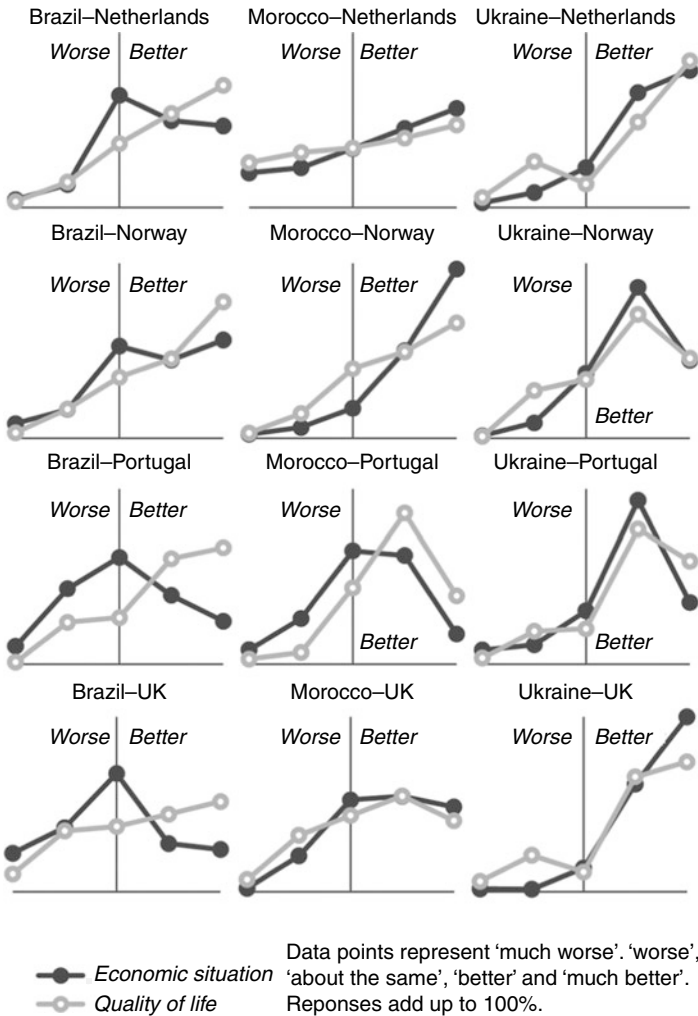 Brazil–Netherlands
Morocco–Netherlands
Ukraine–Netherlands
Worse
Better
Worse
Better
Worse
Better
Brazil–Norway
Morocco–Norway
Ukraine–Norway
Worse
Better
Worse
Better
Worse
Better
Brazil–Portugal
Morocco–Portugal
Ukraine–Portugal
Worse
Better
Worse
Better
Worse
Better
Brazil–UK
Morocco–UK
Ukraine–UK
Worse
Better
Worse
Better
Worse
Better
Economic situation
Quality of life
Data points represent ‘much worse’. ‘worse’,
‘about the same’, ‘better’ and ‘much better’.
Reponses add up to 100%.